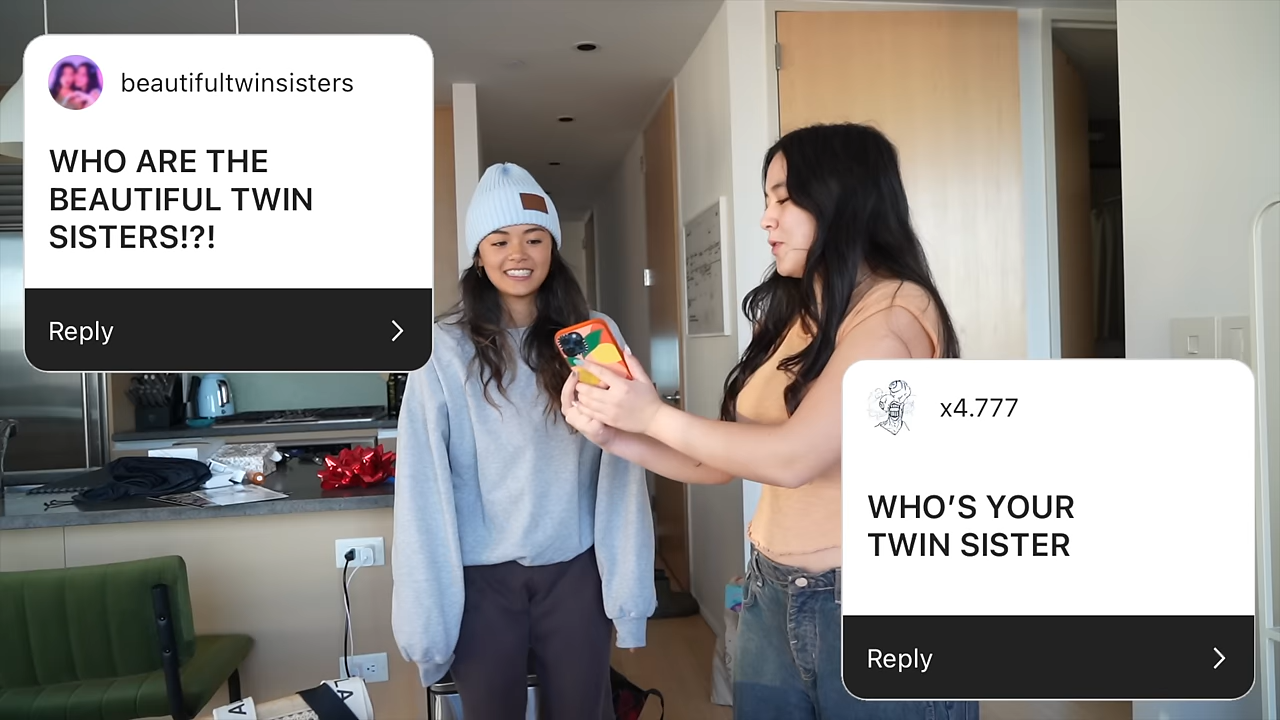 beautifultwinsisters
WHO ARE THE
BEAUTIFUL TWIN
SISTERS!?!
Reply
x4.777
WHO’S YOUR
TWIN SISTER
Reply